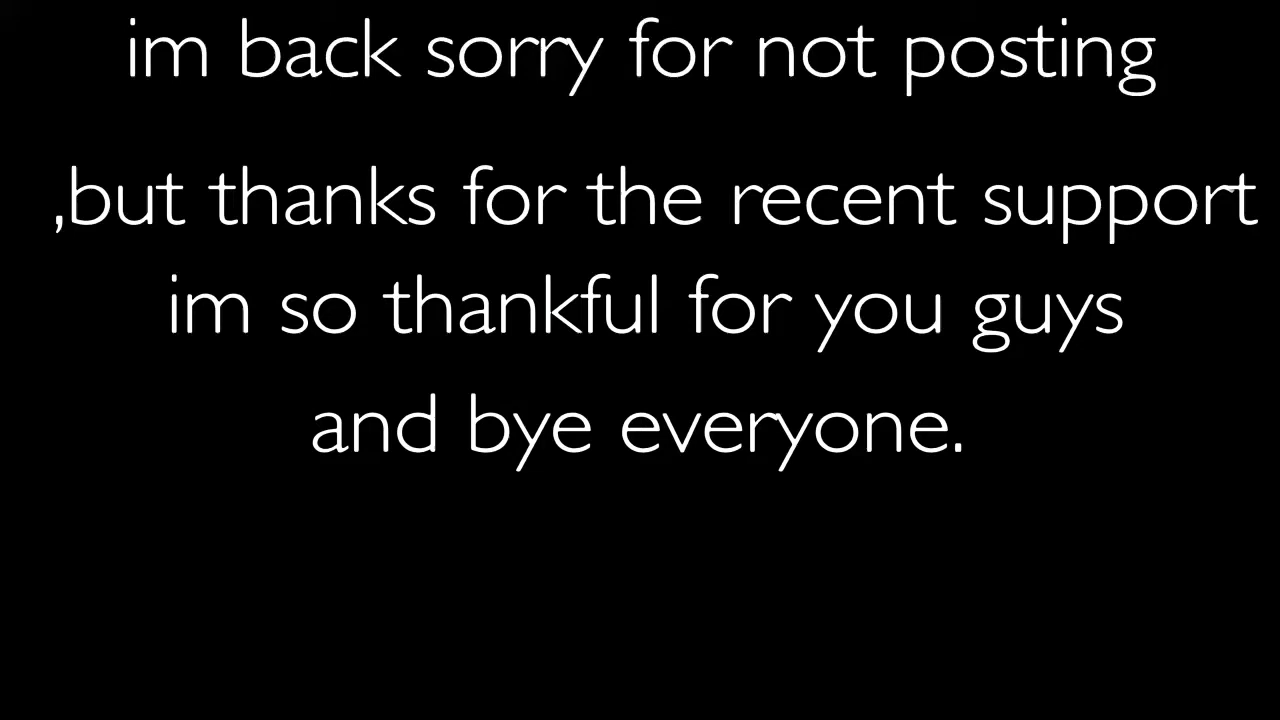 im back sorry for not posting
,but thanks for the recent support
im so thankful for you guys
and bye everyone.